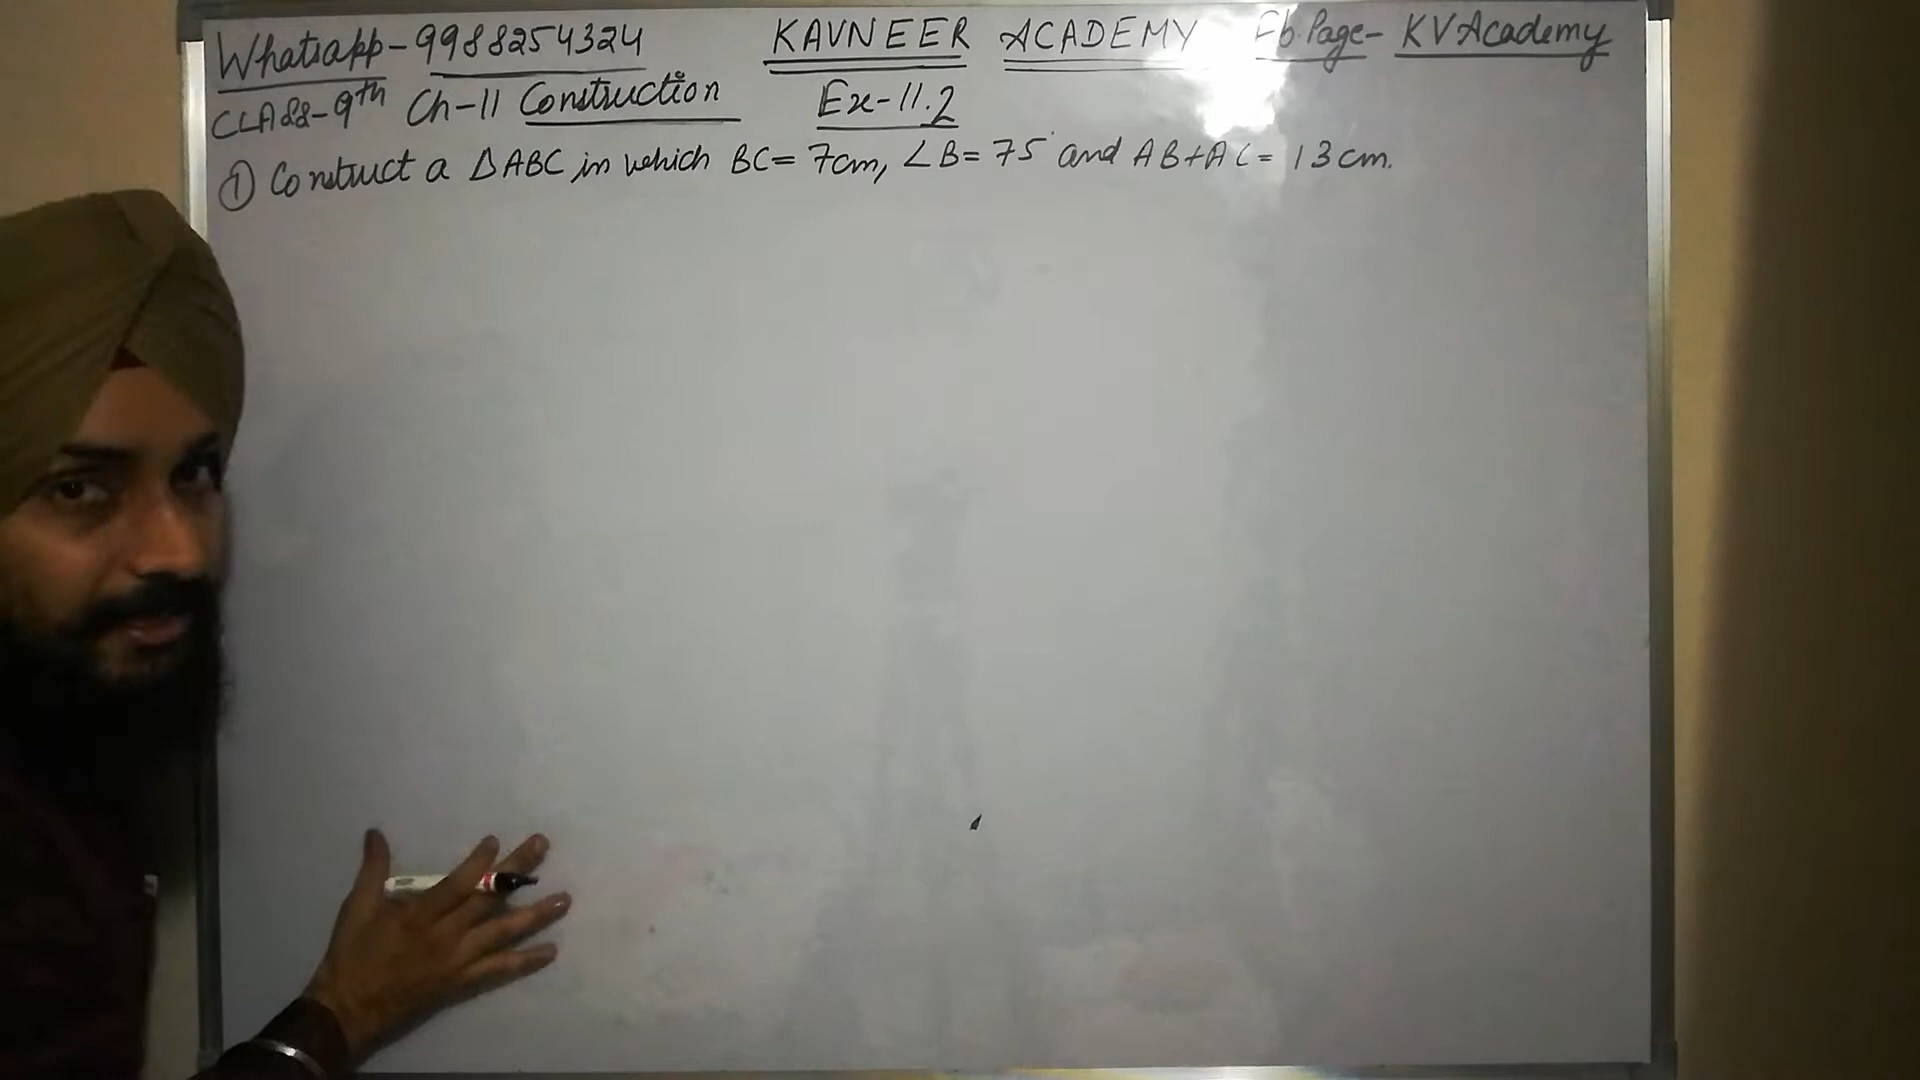 Whatsapp-9988254324 KAVNEER ACADEMY Fb.Page- KVAcademy
CLASS-9th Ch-11 Construction Ex-11.2
① Construct a ΔABC in which BC= 7cm, ∠B= 75° and AB+AC= 13cm.